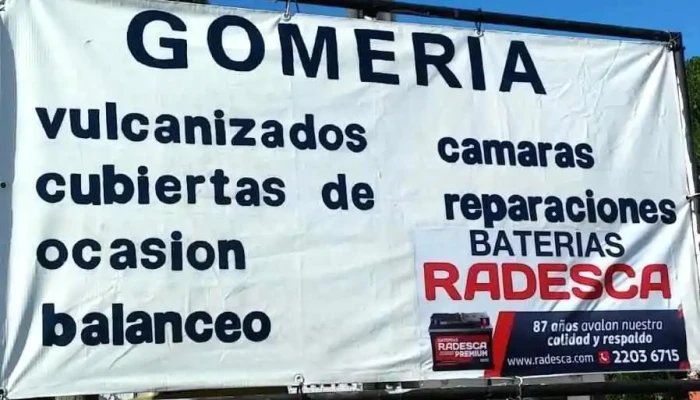 GOMERIA
vulcanizados
cubiertas de
ocasion
balanceo
camaras
reparaciones
BATERIAS
RADESCA
BATERIAS
RADESCA
PREMIUM
87 años avalan nuestra
calidad y respaldo
www.radesca.com 2203 6715